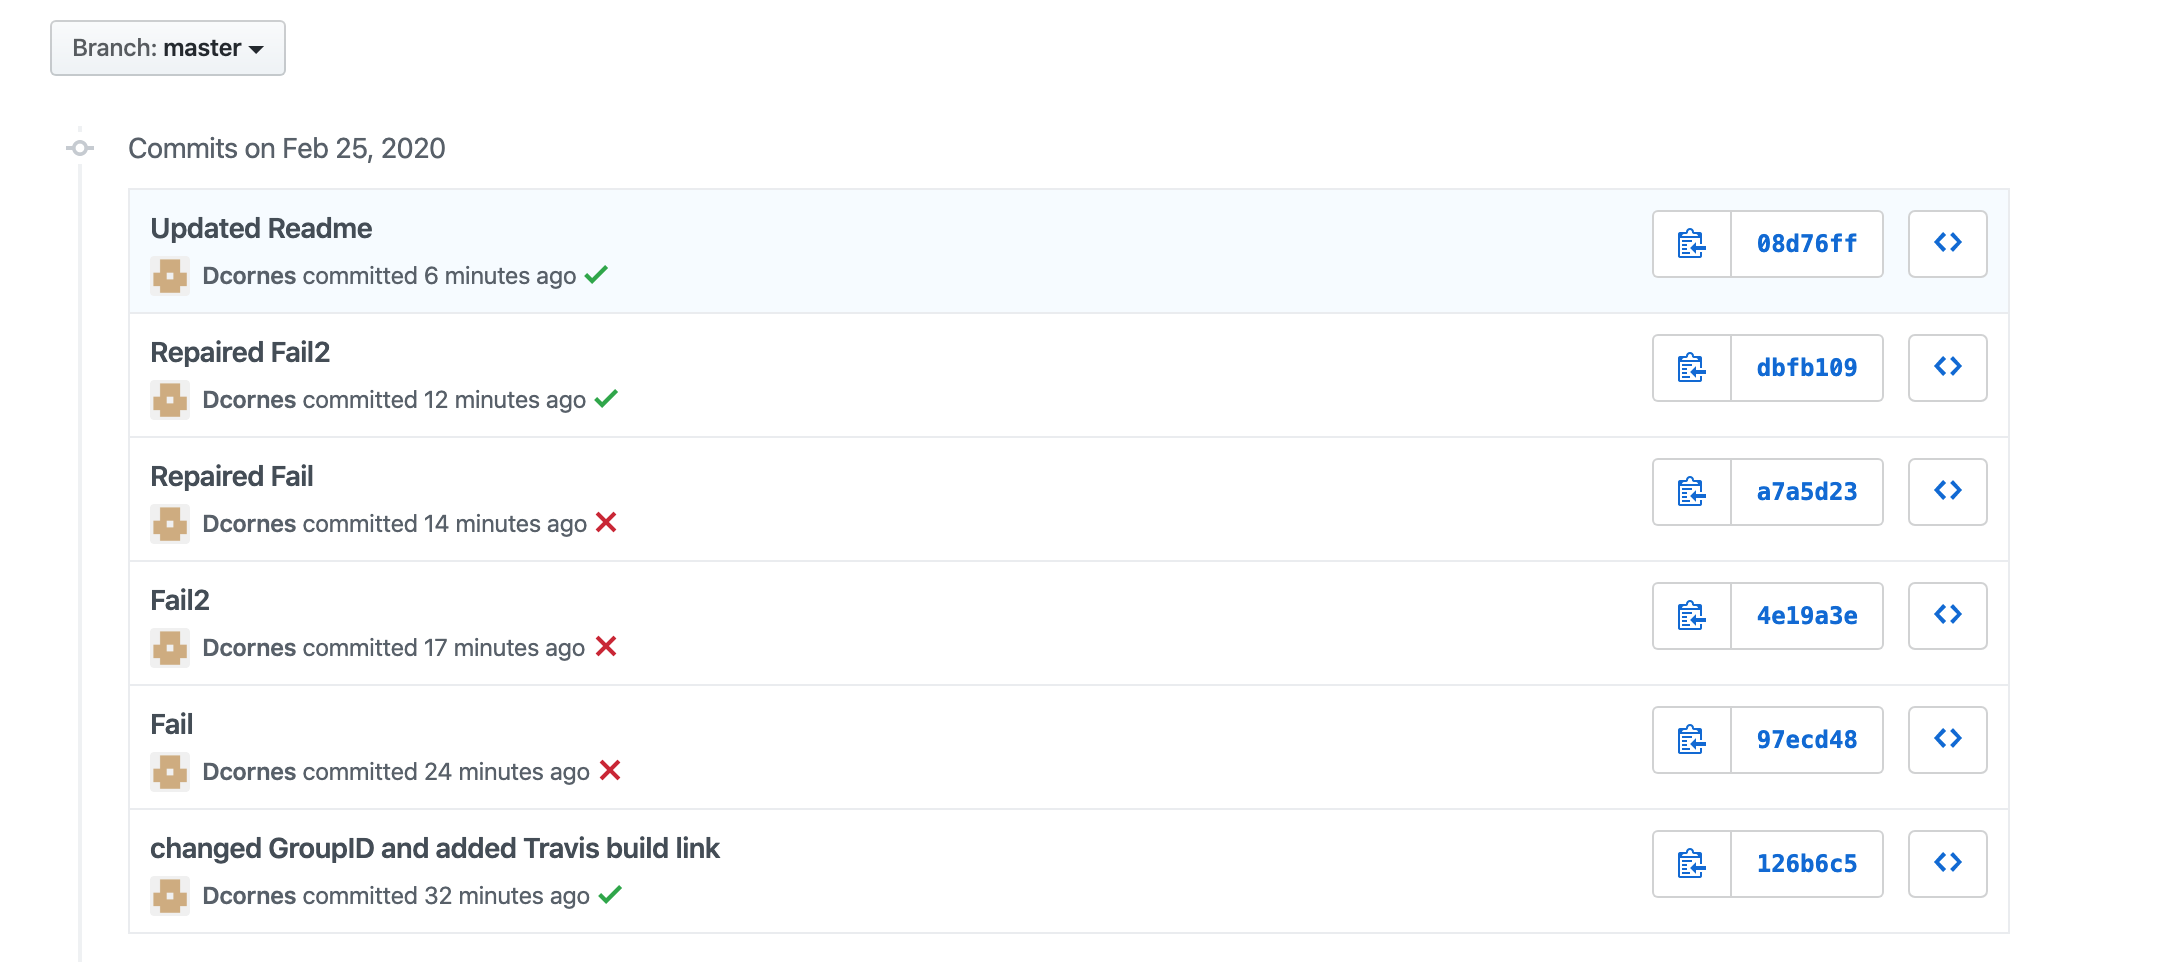 Branch: master
Commits on Feb 25, 2020
Updated Readme
Dcornes committed 6 minutes ago
08d76ff
Repaired Fail2
Dcornes committed 12 minutes ago
dbfb109
Repaired Fail
Dcornes committed 14 minutes ago
a7a5d23
Fail2
Dcornes committed 17 minutes ago
4e19a3e
Fail
Dcornes committed 24 minutes ago
97ecd48
changed GroupID and added Travis build link
Dcornes committed 32 minutes ago
126b6c5